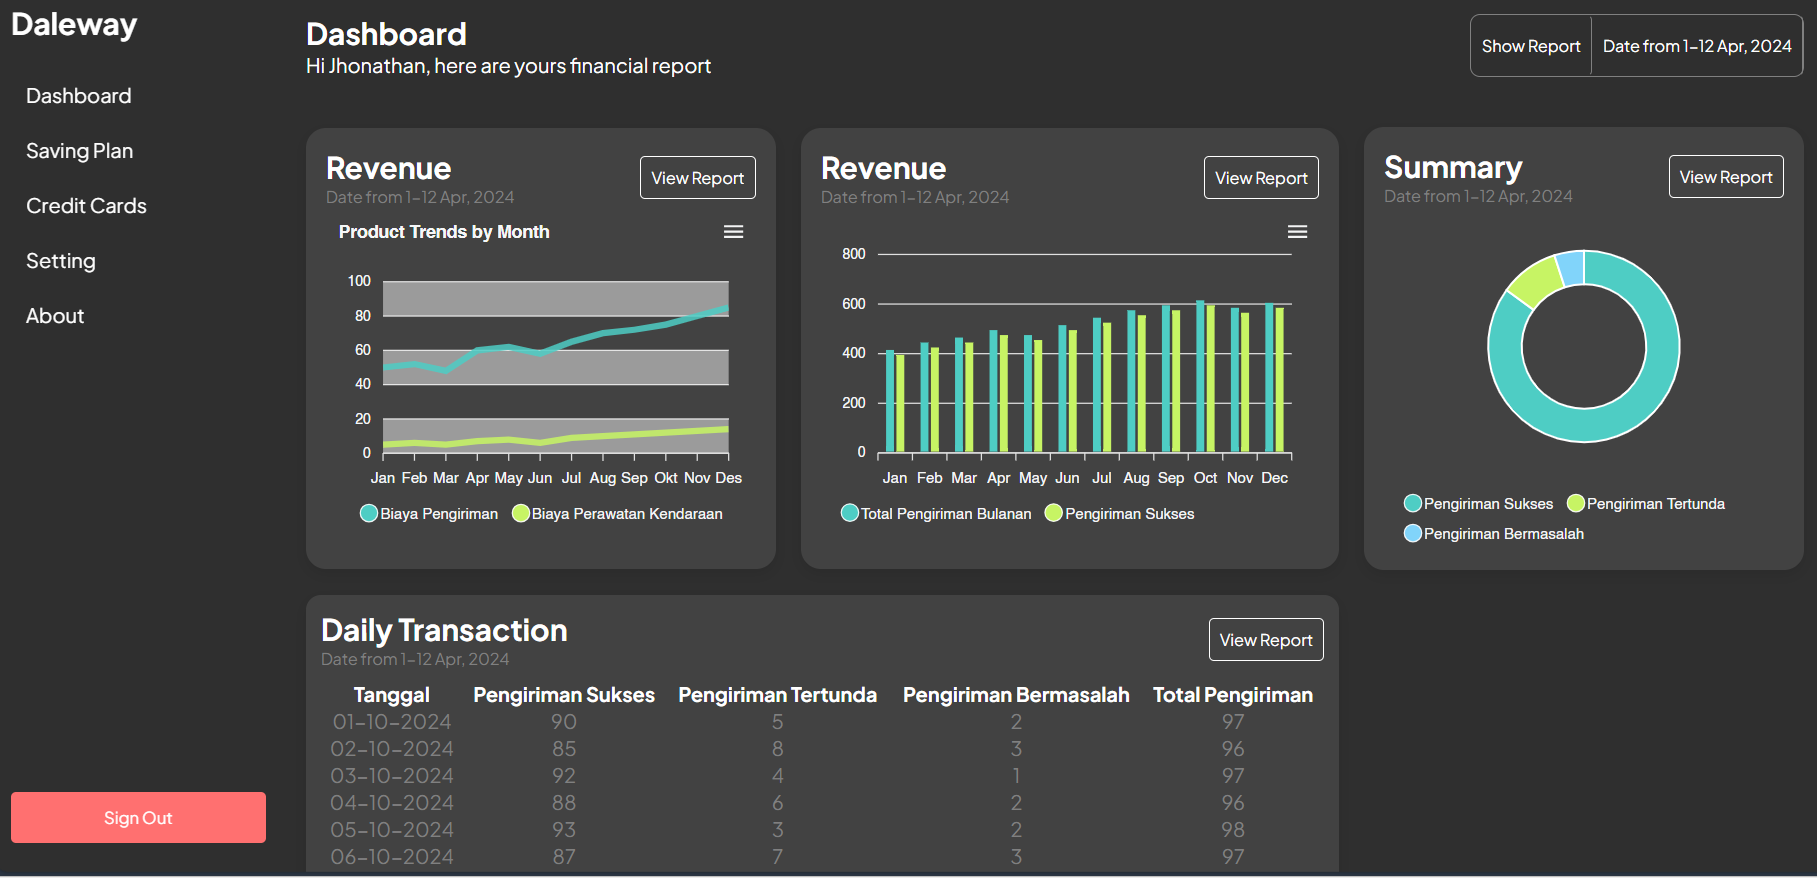 Daleway
Dashboard
Saving Plan
Credit Cards
Setting
About
Sign Out
Dashboard
Hi Jhonathan, here are yours financial report
Show Report
Date from 1-12 Apr, 2024
Revenue
Date from 1-12 Apr, 2024
View Report
Product Trends by Month
100
80
60
40
20
0
Jan Feb Mar Apr May Jun Jul Aug Sep Okt Nov Des
Biaya Pengiriman Biaya Perawatan Kendaraan
Revenue
Date from 1-12 Apr, 2024
View Report
800
600
400
200
0
Jan Feb Mar Apr May Jun Jul Aug Sep Oct Nov Dec
Total Pengiriman Bulanan Pengiriman Sukses
Summary
Date from 1-12 Apr, 2024
View Report
Pengiriman Sukses Pengiriman Tertunda
Pengiriman Bermasalah
Daily Transaction
Date from 1-12 Apr, 2024
View Report
Tanggal Pengiriman Sukses Pengiriman Tertunda Pengiriman Bermasalah Total Pengiriman
01-10-2024 90 5 2 97
02-10-2024 85 8 3 96
03-10-2024 92 4 1 97
04-10-2024 88 6 2 96
05-10-2024 93 3 2 98
06-10-2024 87 7 3 97